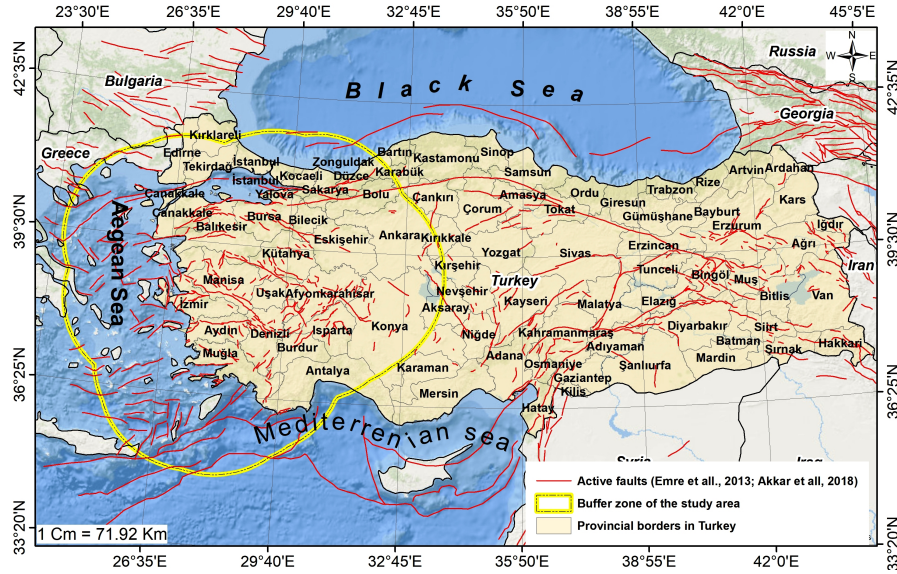 23°30'E 26°35'E 29°40'E 32°45'E 35°50'E 38°55'E 42°0'E 45°5'E
42°35'N
42°35'N
Russia
N
W E
S
Bulgaria
Black Sea
Georgia
Greece
Kırklareli
Edirne
Tekirdağ
İstanbul
İstanbul
Zonguldak
Bartın
Kastamonu
Sinop
Karabük
Kocaeli
Düzce
Samsun
Artvin
Ardahan
Rize
Trabzon
Çanakkale
Yalova
Sakarya
Bolu
Çankırı
Amasya
Ordu
Giresun
Kars
Çanakkale
Bursa
Bilecik
Çorum
Tokat
Gümüşhane
Bayburt
Balıkesir
Erzurum
Iğdır
39°30'N
39°30'N
Aegean Sea
Eskişehir
Ankara
Kırıkkale
Erzincan
Ağrı
Kütahya
Yozgat
Sivas
Iran
Kırşehir
Tunceli
Bingöl
Muş
Manisa
Turkey
Uşak
Afyonkarahisar
Nevşehir
Kayseri
Malatya
Elazığ
Bitlis
Van
İzmir
Aksaray
Aydın
Denizli
Isparta
Konya
Niğde
Kahramanmaraş
Diyarbakır
Siirt
Batman
Hakkari
Muğla
Burdur
Adana
Adıyaman
Mardin
Şırnak
36°25'N
36°25'N
Antalya
Karaman
Osmaniye
Şanlıurfa
Gaziantep
Mersin
Kilis
Hatay
Mediterrenian sea
Syria
Iraq
Active faults (Emre et all., 2013; Akkar et all, 2018)
Buffer zone of the study area
Provincial borders in Turkey
33°20'N
33°20'N
1 Cm = 71.92 Km
26°35'E 29°40'E 32°45'E 35°50'E 38°55'E 42°0'E